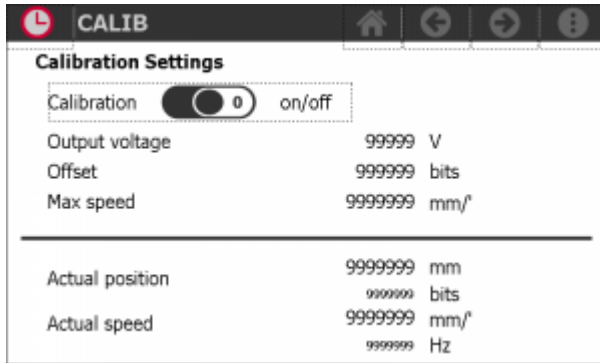 CALIB
Calibration Settings
Calibration 0 on/off
Output voltage 99999 V
Offset 999999 bits
Max speed 9999999 mm/'
Actual position 9999999 mm
9999999 bits
Actual speed 9999999 mm/'
9999999 Hz